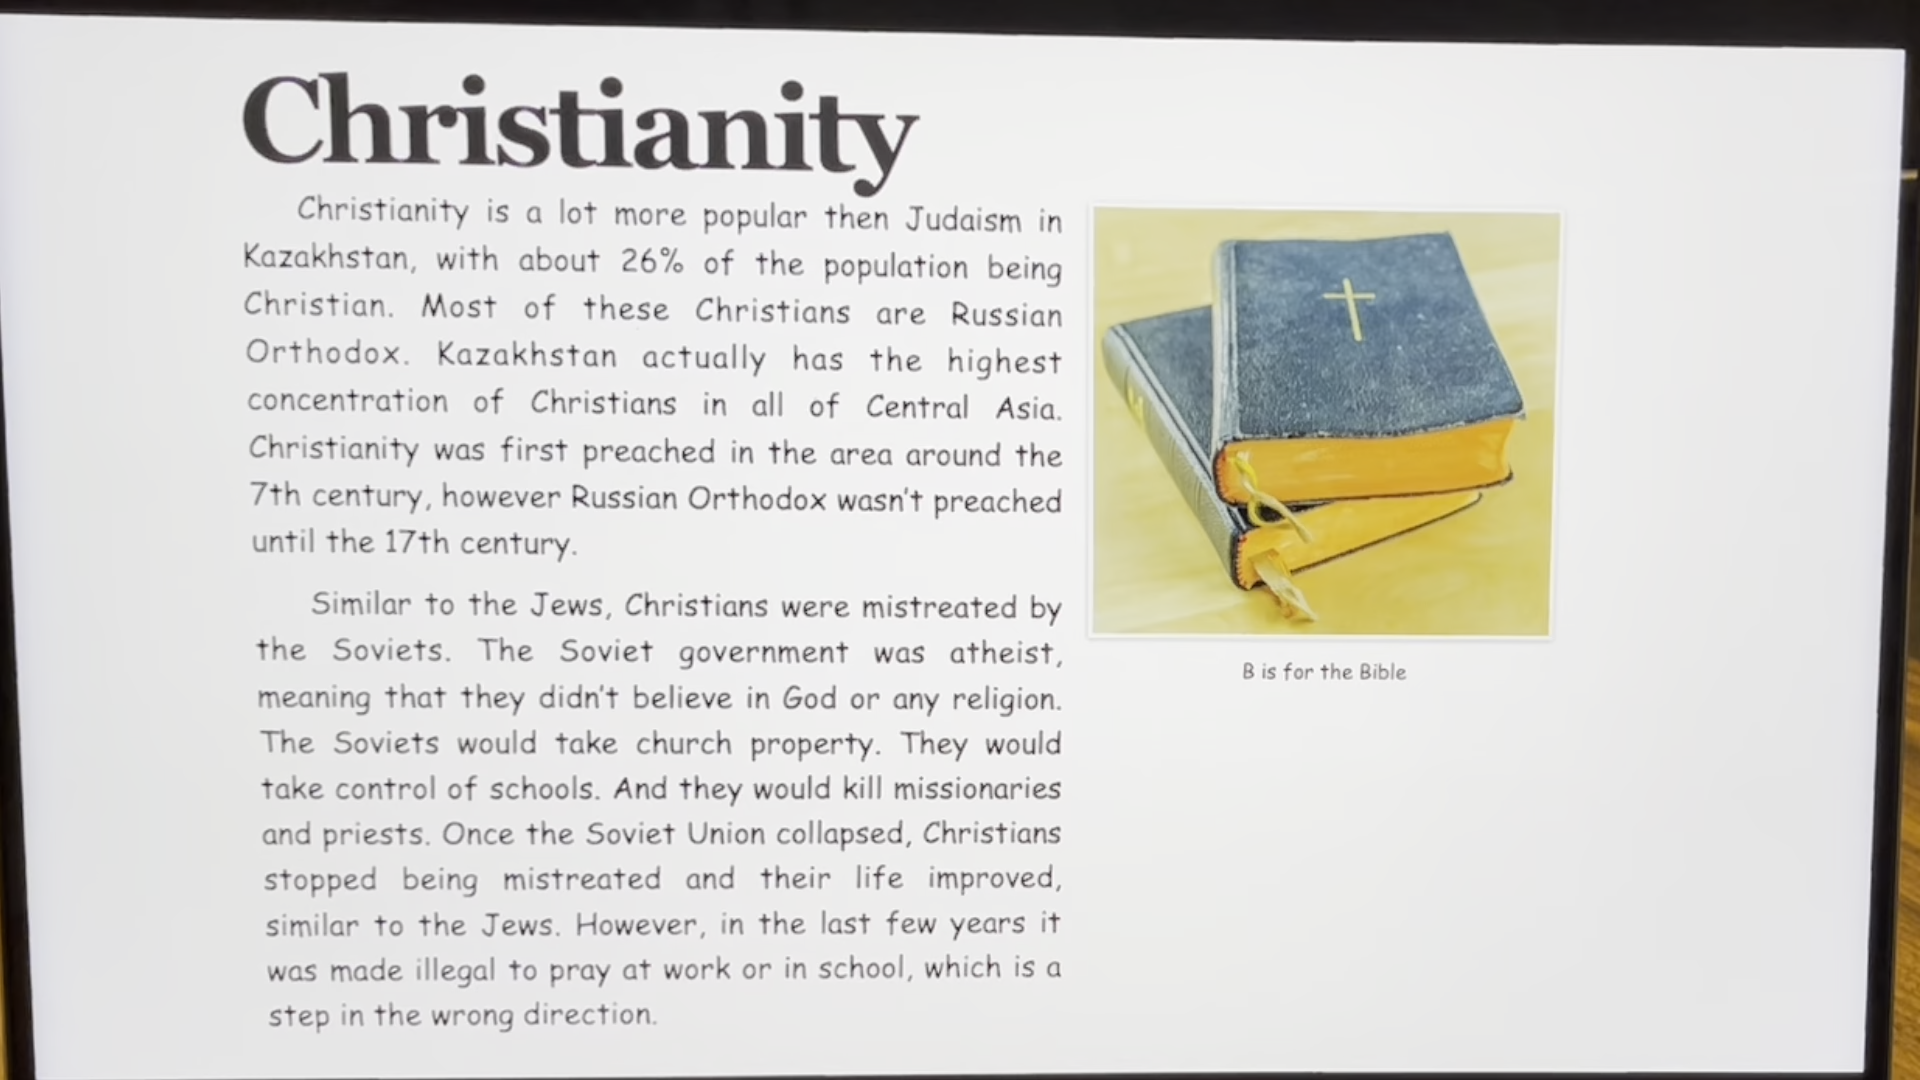 Christianity
Christianity is a lot more popular then Judaism in
Kazakhstan, with about 26% of the population being
Christian. Most of these Christians are Russian
Orthodox. Kazakhstan actually has the highest
concentration of Christians in all of Central Asia.
Christianity was first preached in the area around the
7th century, however Russian Orthodox wasn't preached
until the 17th century.
Similar to the Jews, Christians were mistreated by
the Soviets. The Soviet government was atheist,
meaning that they didn't believe in God or any religion.
The Soviets would take church property. They would
take control of schools. And they would kill missionaries
and priests. Once the Soviet Union collapsed, Christians
stopped being mistreated and their life improved,
similar to the Jews. However, in the last few years it
was made illegal to pray at work or in school, which is a
step in the wrong direction.
B is for the Bible